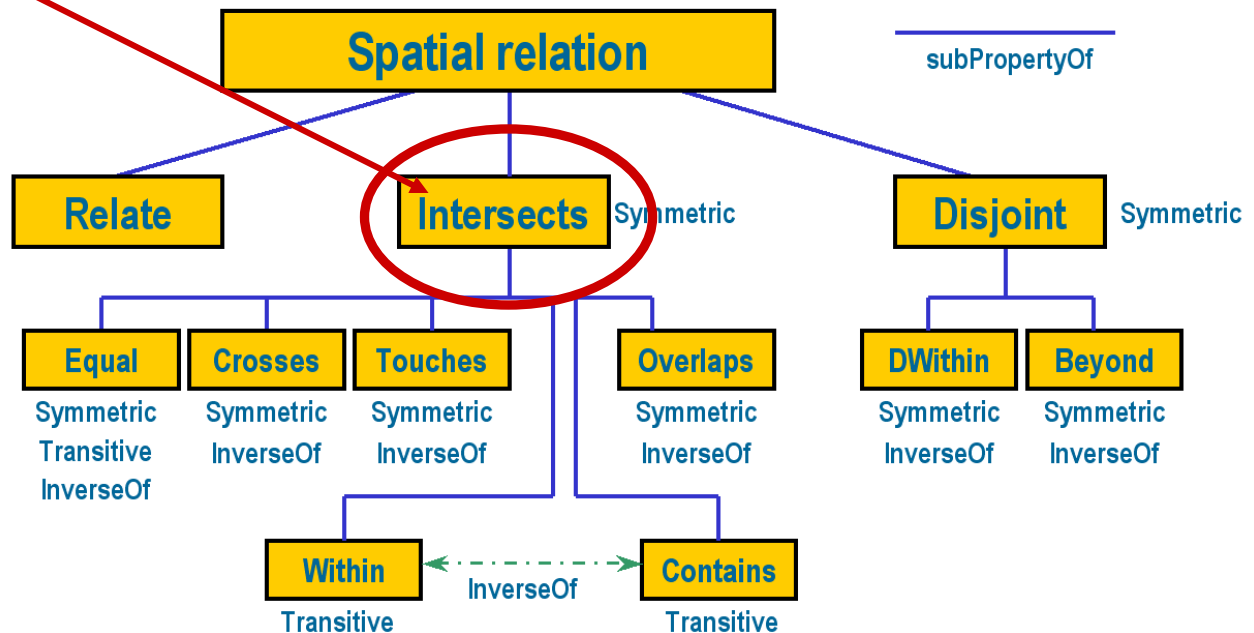 Spatial relation
subPropertyOf
Relate
Intersects
Symmetric
Disjoint
Symmetric
Equal
Crosses
Touches
Overlaps
DWithin
Beyond
Symmetric
Transitive
InverseOf
Symmetric
InverseOf
Symmetric
InverseOf
Symmetric
InverseOf
Symmetric
InverseOf
Symmetric
InverseOf
Within
InverseOf
Contains
Transitive
Transitive